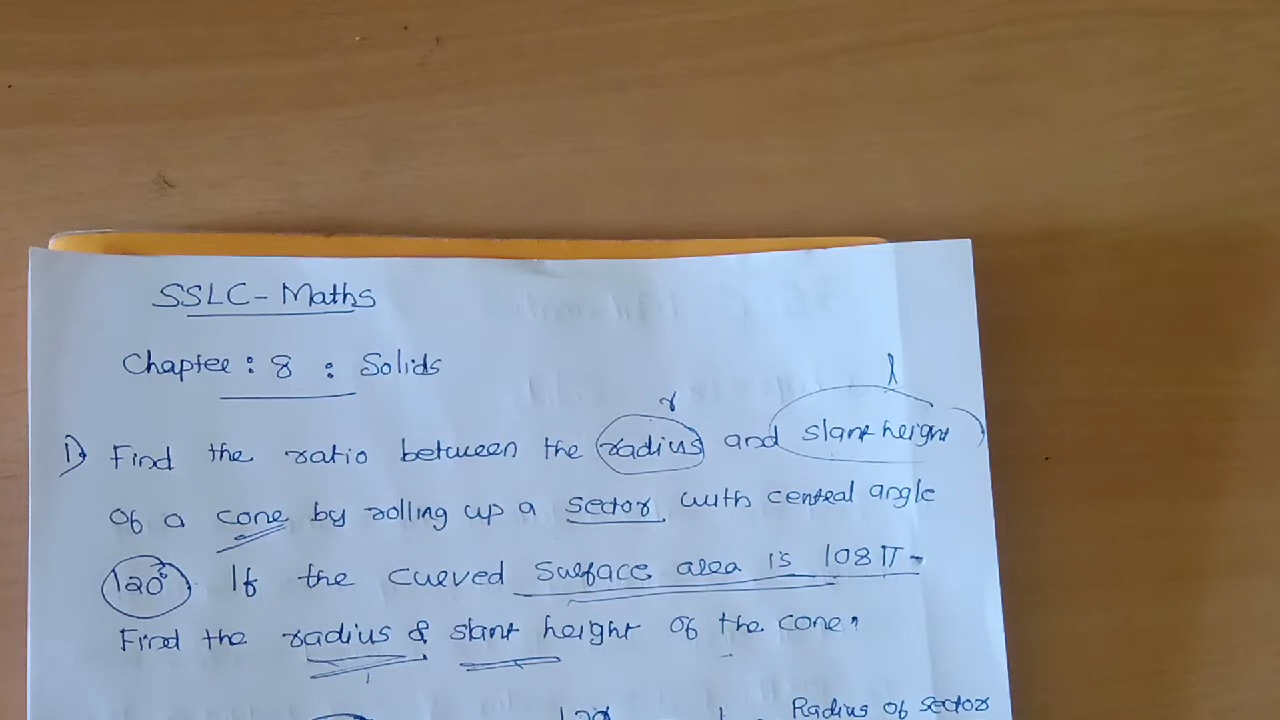 SSLC - Maths
Chapter : 8 : Solids
r l
1) Find the ratio between the radius and slant height
of a cone by rolling up a sector with central angle
120°. If the curved surface area is 108π.
Find the radius & slant height of the cone.
120 1 Radius of sector